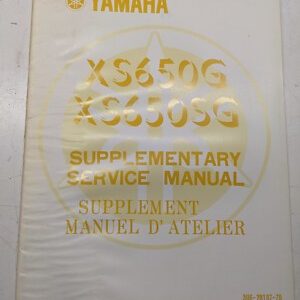 YAMAHA
XS650G
XS650SG
SUPPLEMENTARY
SERVICE MANUAL
SUPPLEMENT
MANUEL D'ATELIER